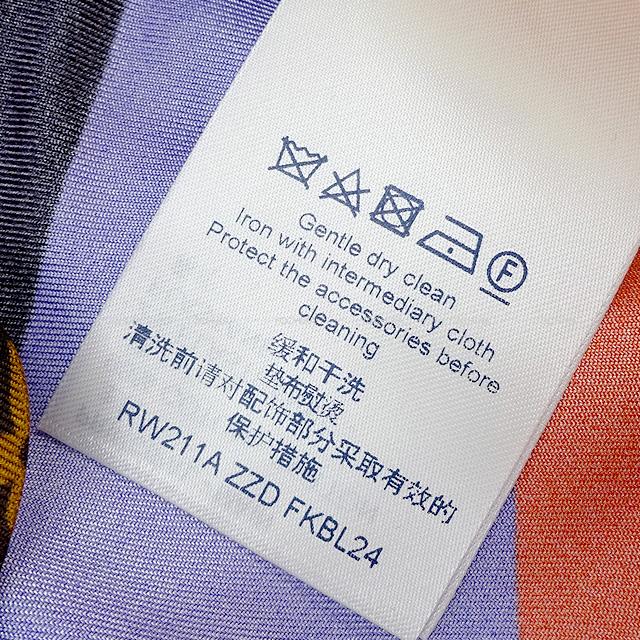 F
Gentle dry clean
Iron with intermediary cloth
Protect the accessories before
cleaning
缓和干洗
垫布熨烫
清洗前请对配饰部分采取有效的
保护措施
RW211A ZZD FKBL24